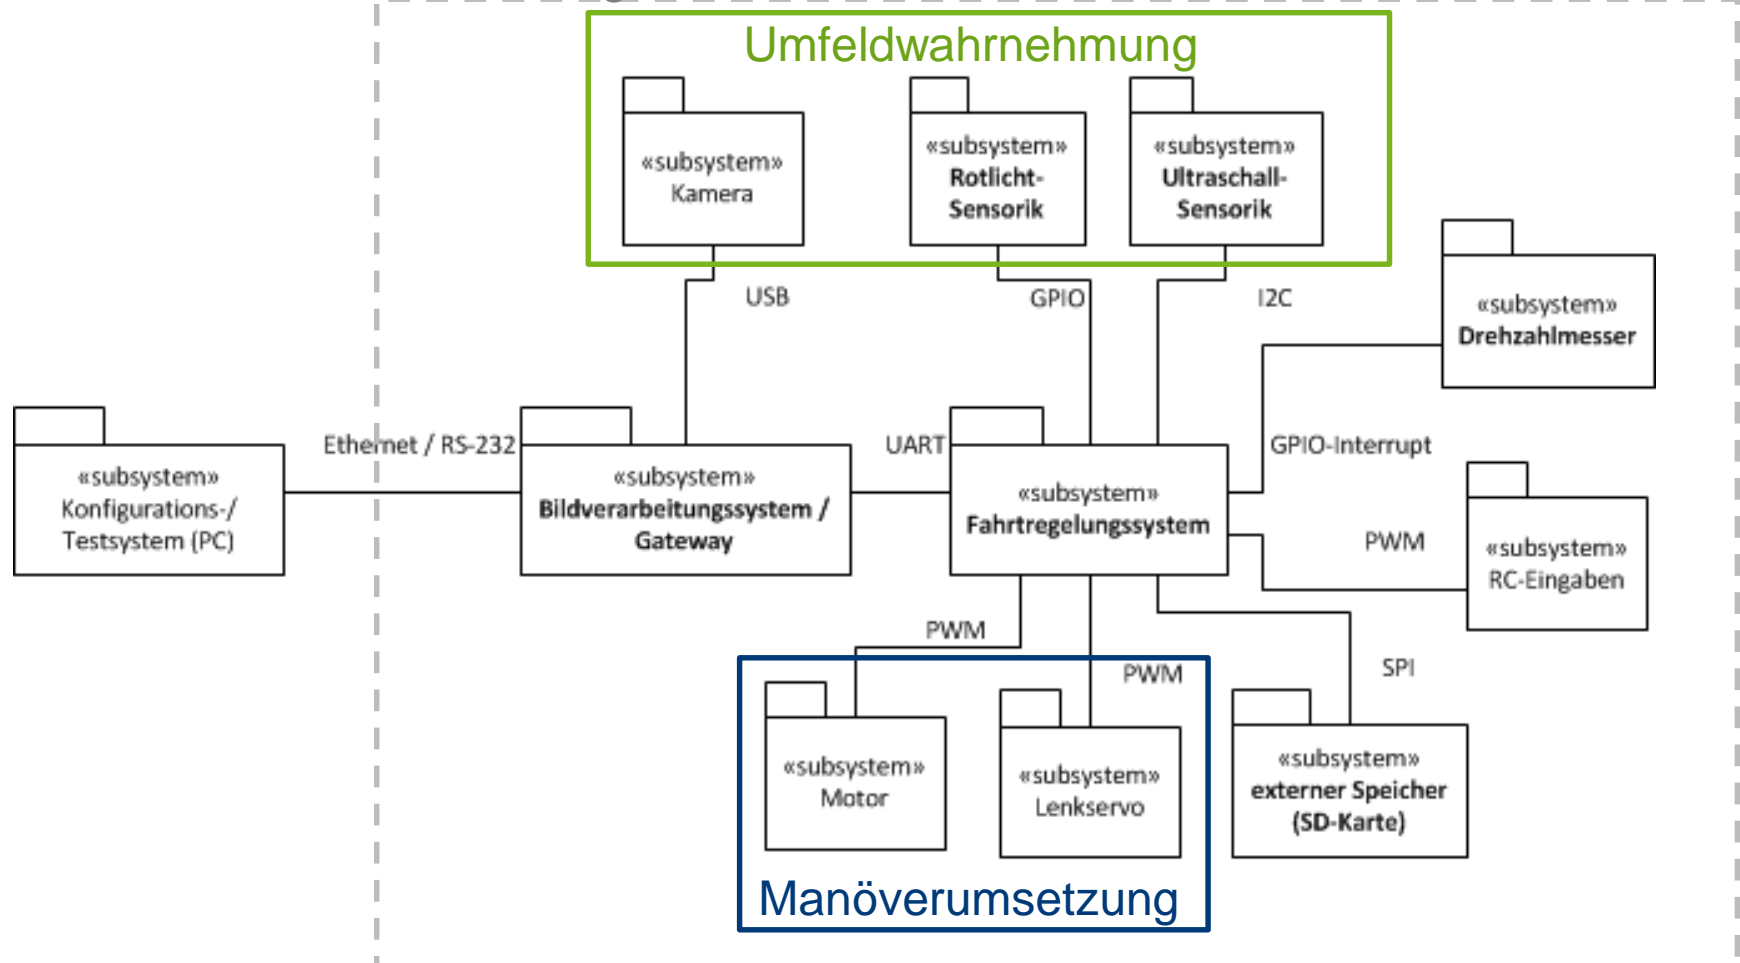 Umfeldwahrnehmung
«subsystem»
Kamera
«subsystem»
Rotlicht-
Sensorik
«subsystem»
Ultraschall-
Sensorik
USB
GPIO
I2C
«subsystem»
Drehzahlmesser
Ethernet / RS-232
UART
GPIO-Interrupt
«subsystem»
Konfigurations-/
Testsystem (PC)
«subsystem»
Bildverarbeitungssystem /
Gateway
«subsystem»
Fahrtregelungssystem
PWM
«subsystem»
RC-Eingaben
PWM
PWM
SPI
«subsystem»
Motor
«subsystem»
Lenkservo
«subsystem»
externer Speicher
(SD-Karte)
Manöverumsetzung